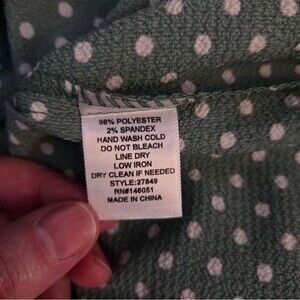 98% POLYESTER
2% SPANDEX
HAND WASH COLD
DO NOT BLEACH
LINE DRY
LOW IRON
DRY CLEAN IF NEEDED
STYLE:27849
RN#146051
MADE IN CHINA